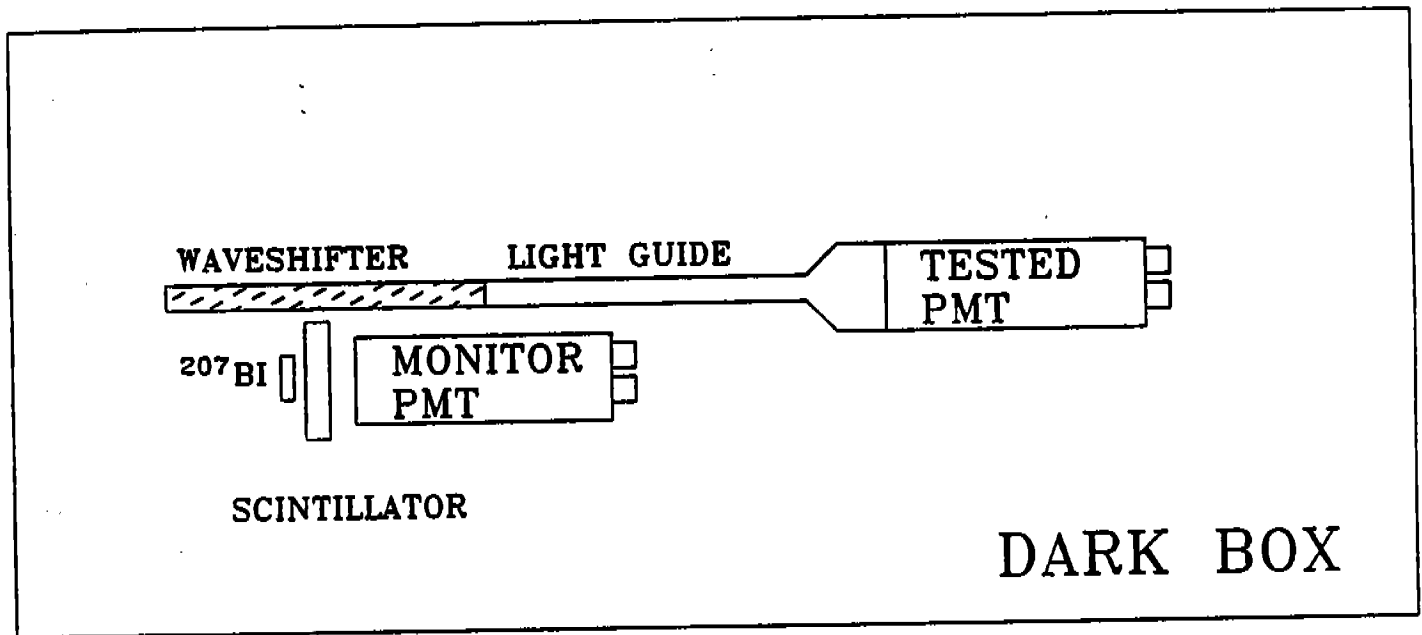 WAVESHIFTER
LIGHT GUIDE
TESTED
PMT
207BI
MONITOR
PMT
SCINTILLATOR
DARK BOX